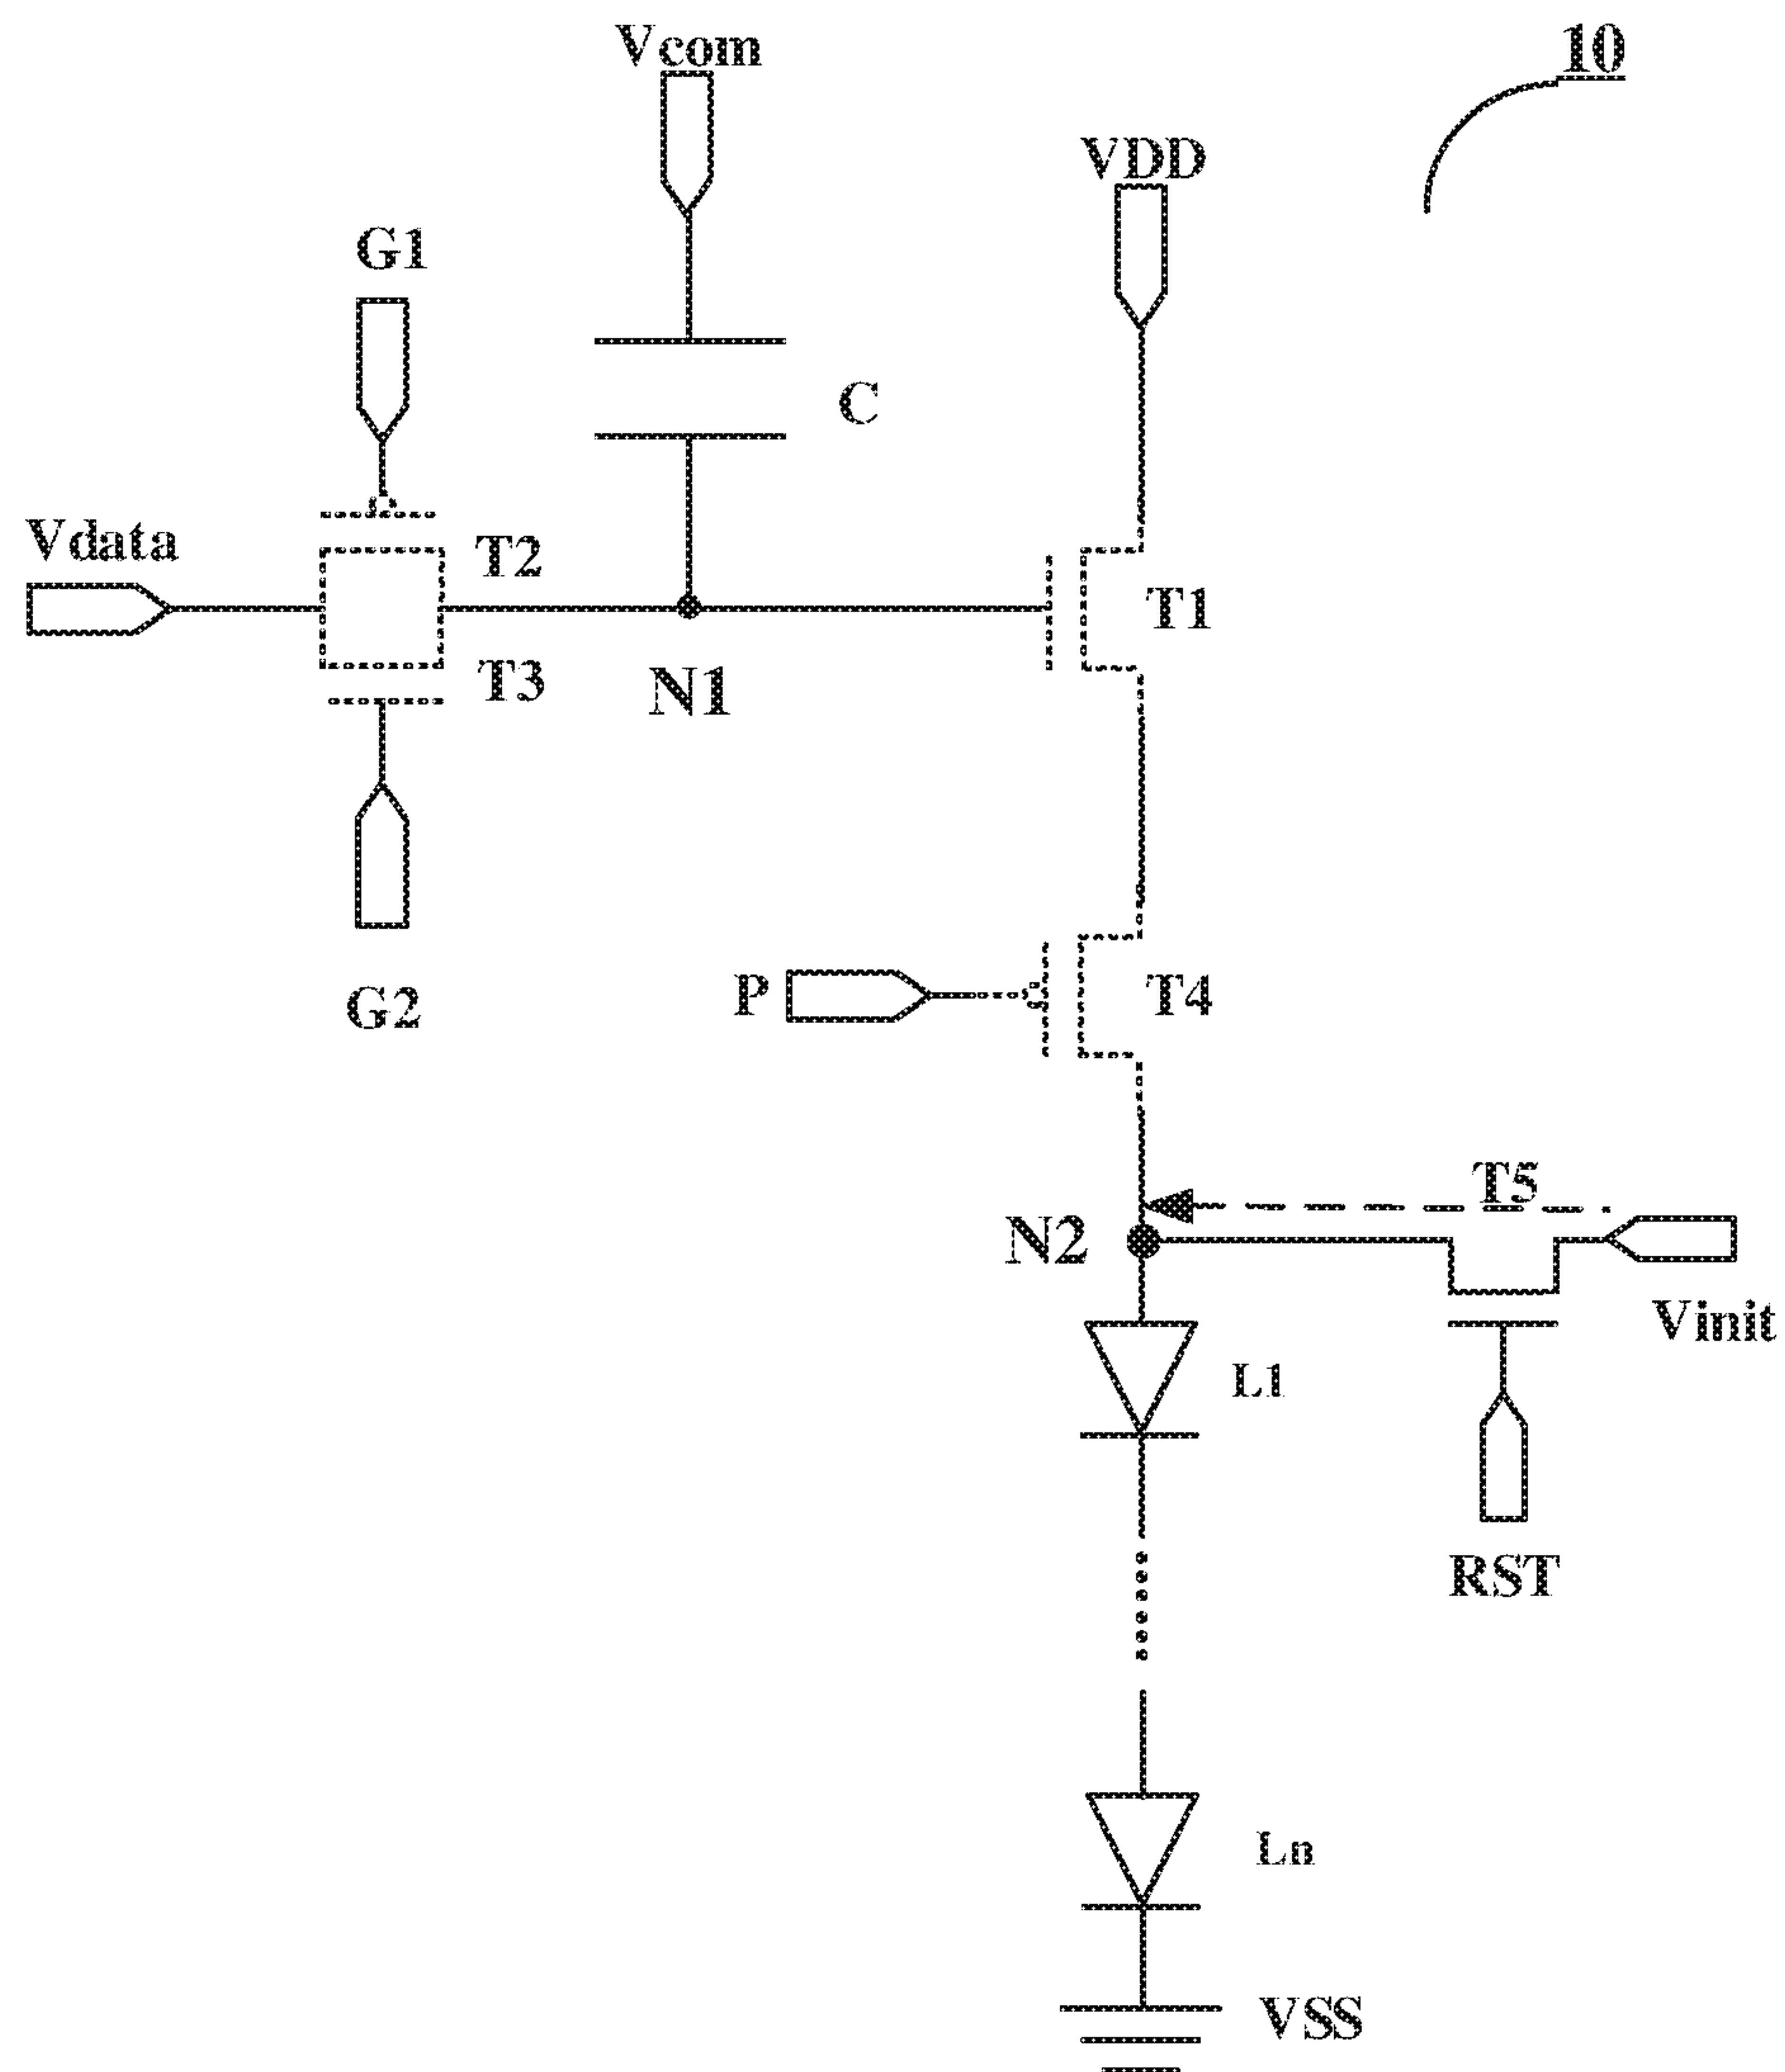 10
Vcom
VDD
G1
C
Vdata
T2
T1
T3
N1
P
T4
G2
T5
N2
Vinit
L1
RST
Ln
VSS